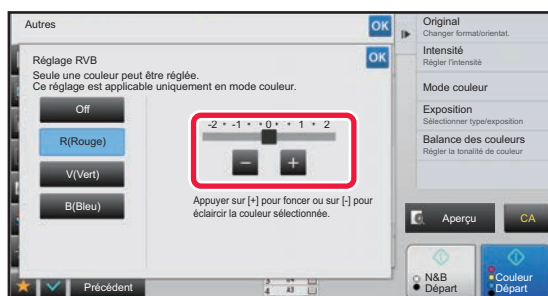 Autres
OK
Réglage RVB
OK
Seule une couleur peut être réglée.
Ce réglage est applicable uniquement en mode couleur.
Off
R(Rouge)
V(Vert)
B(Bleu)
-2 • -1 • • 0 • • 1 • 2
- +
Appuyer sur [+] pour foncer ou sur [-] pour
éclaircir la couleur sélectionnée.
Précédent
4 A3
Original
Changer format/orientat.
Intensité
Régler l'intensité
Mode couleur
Exposition
Sélectionner type/exposition
Balance des couleurs
Régler la tonalité de couleur
Aperçu
CA
N&B
Départ
Couleur
Départ